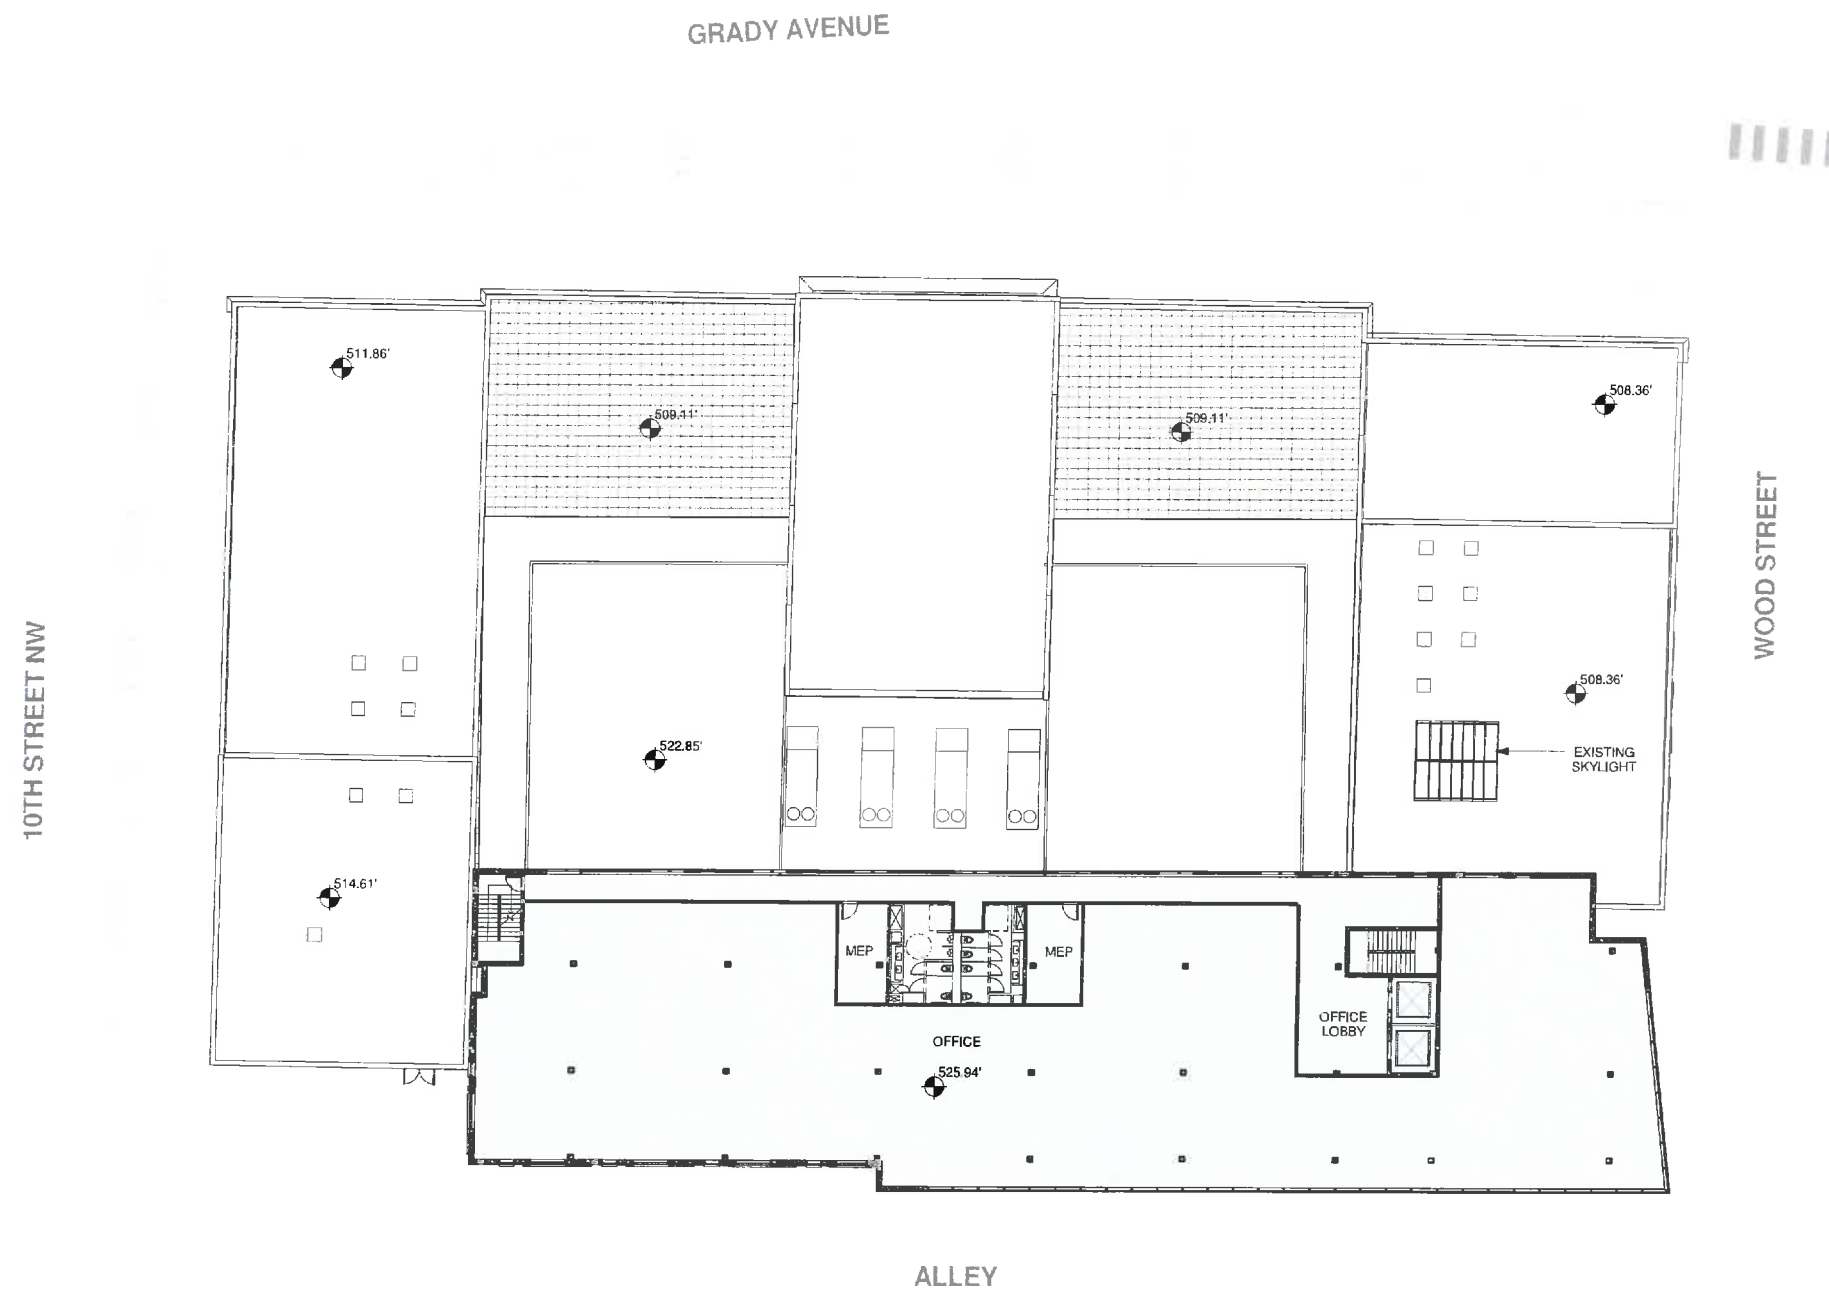 GRADY AVENUE
511.86'
508.36'
509.11'
509.11'
WOOD STREET
10TH STREET NW
508.36'
522.85'
EXISTING
SKYLIGHT
514.61'
MEP
MEP
OFFICE
LOBBY
OFFICE
525.94'
ALLEY